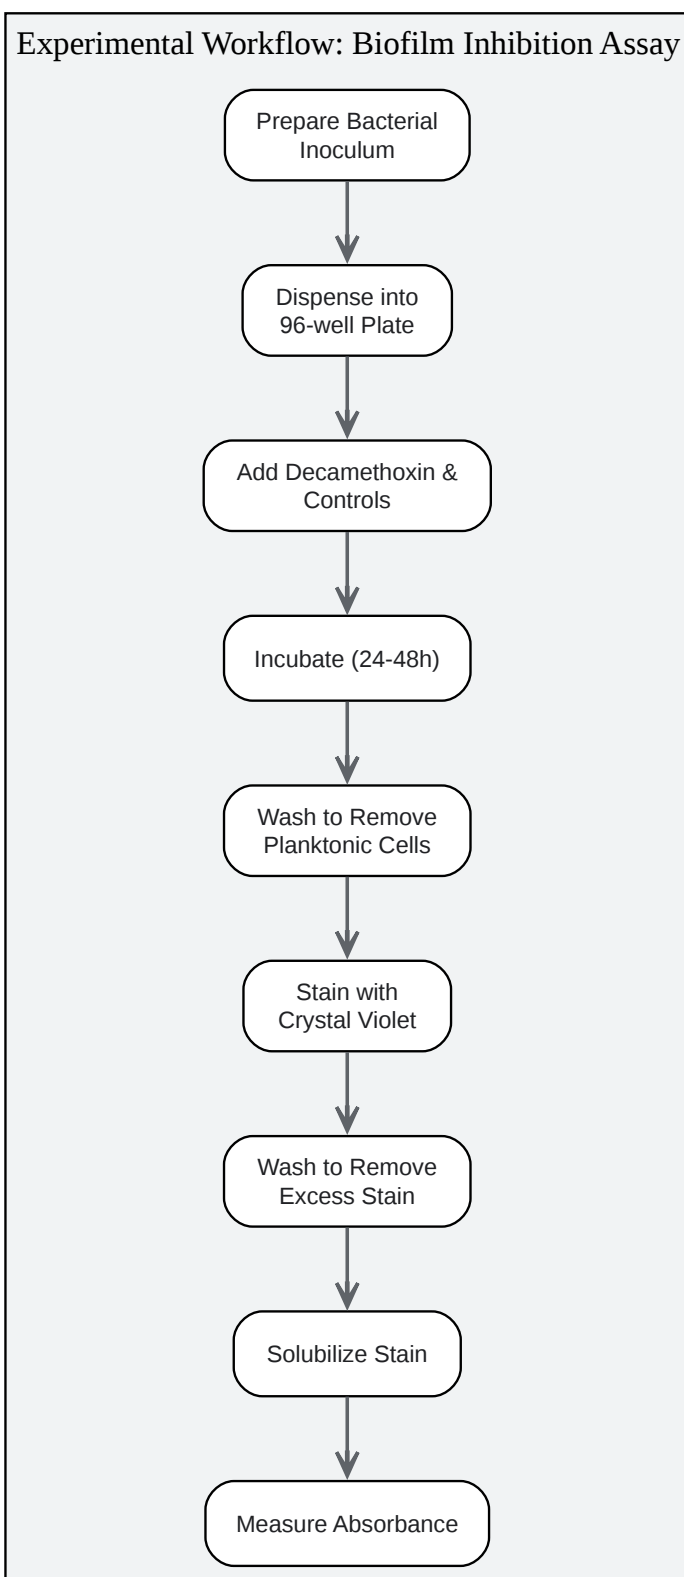 Experimental Workflow: Biofilm Inhibition Assay
Prepare Bacterial
Inoculum
Dispense into
96-well Plate
Add Decamethoxin &
Controls
Incubate (24-48h)
Wash to Remove
Planktonic Cells
Stain with
Crystal Violet
Wash to Remove
Excess Stain
Solubilize Stain
Measure Absorbance